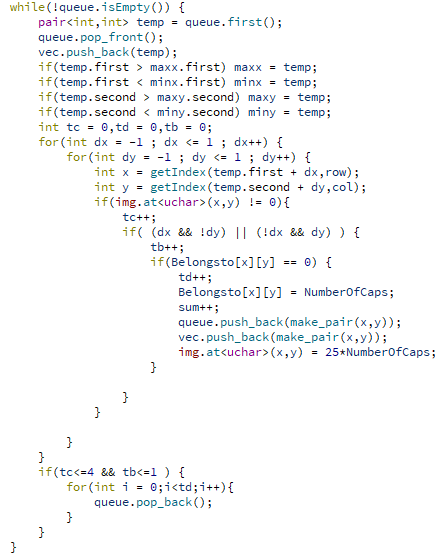 while(!queue.isEmpty()) {
    pair<int,int> temp = queue.first();
    queue.pop_front();
    vec.push_back(temp);
    if(temp.first > maxx.first) maxx = temp;
    if(temp.first < minx.first) minx = temp;
    if(temp.second > maxy.second) maxy = temp;
    if(temp.second < miny.second) miny = temp;
    int tc = 0,td = 0,tb = 0;
    for(int dx = -1 ; dx <= 1 ; dx++) {
        for(int dy = -1 ; dy <= 1 ; dy++) {
            int x = getIndex(temp.first + dx,row);
            int y = getIndex(temp.second + dy,col);
            if(img.at<uchar>(x,y) != 0){
                tc++;
                if( (dx && !dy) || (!dx && dy) ) {
                    tb++;
                    if(Belongsto[x][y] == 0) {
                        td++;
                        Belongsto[x][y] = NumberOfCaps;
                        sum++;
                        queue.push_back(make_pair(x,y));
                        vec.push_back(make_pair(x,y));
                        img.at<uchar>(x,y) = 25*NumberOfCaps;
                    }

                }
            }

        }
    }
    if(tc<=4 && tb<=1 ) {
        for(int i = 0;i<td;i++){
            queue.pop_back();
        }
    }
}